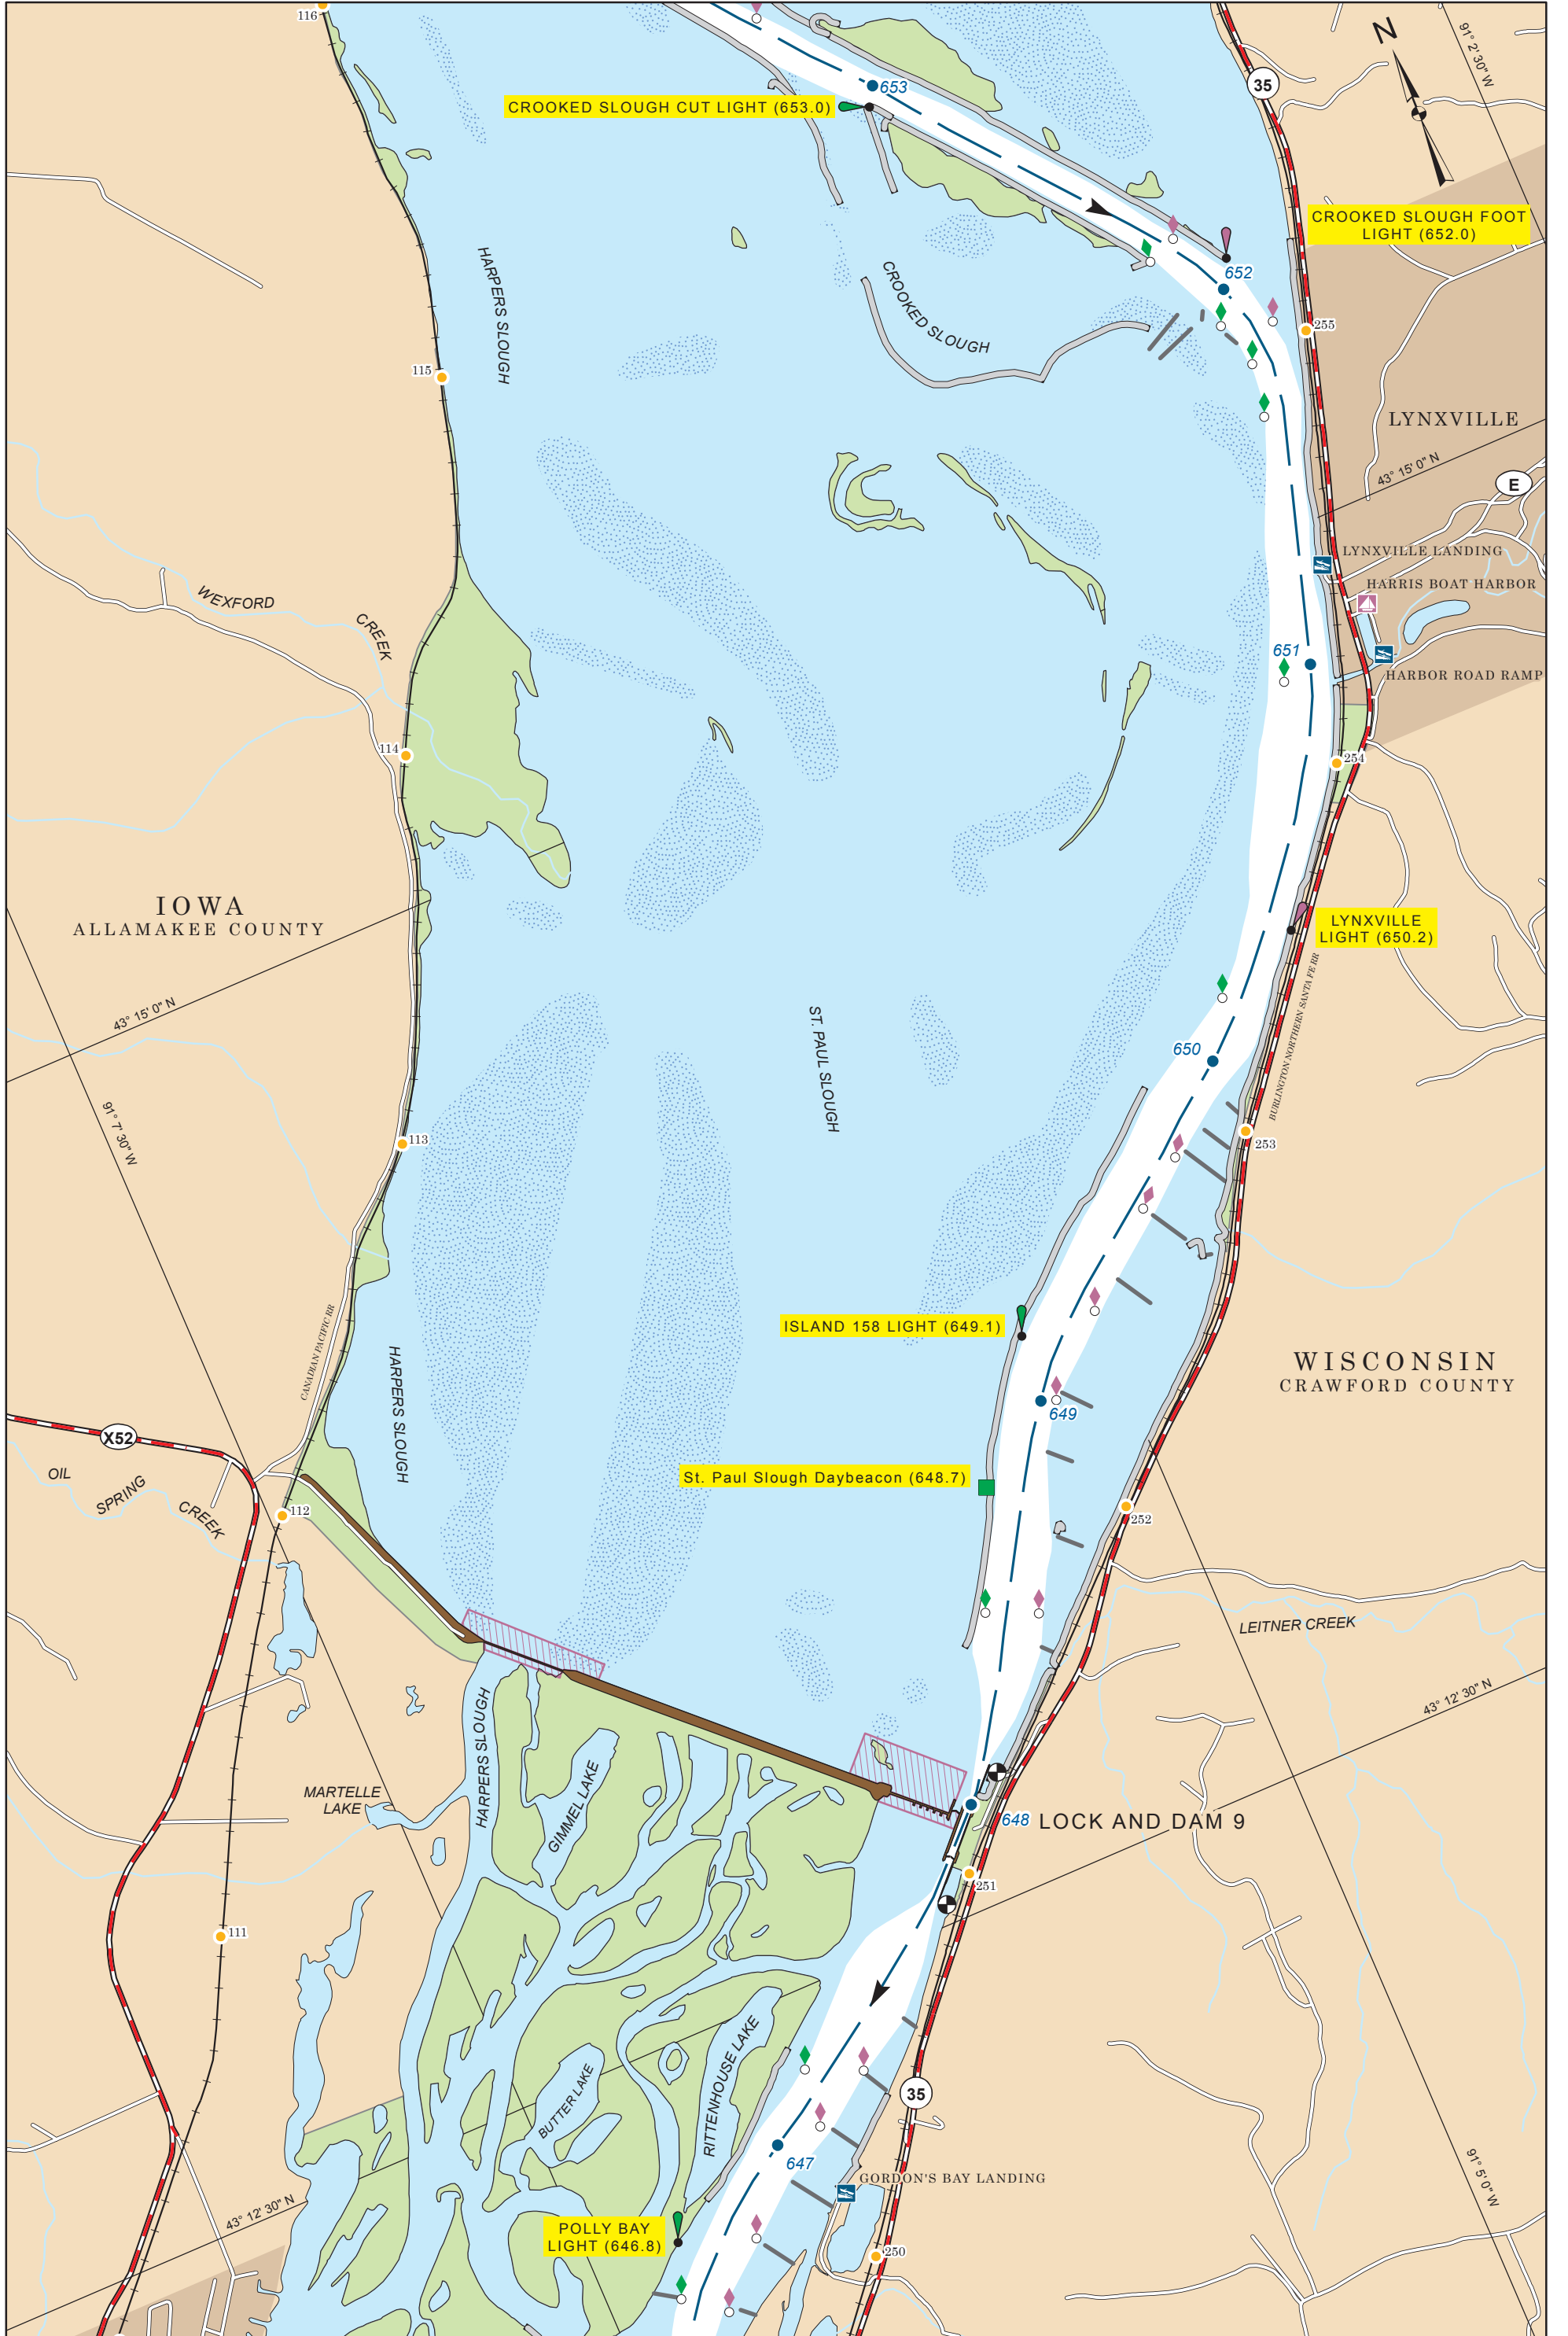 116
N
91° 2' 30" W
653
35
CROOKED SLOUGH CUT LIGHT (653.0)
CROOKED SLOUGH FOOT
LIGHT (652.0)
HARPERS SLOUGH
CROOKED SLOUGH
652
255
115
LYNXVILLE
43° 15' 0" N
E
LYNXVILLE LANDING
HARRIS BOAT HARBOR
WEXFORD
CREEK
651
HARBOR ROAD RAMP
114
254
IOWA
ALLAMAKEE COUNTY
LYNXVILLE
LIGHT (650.2)
43° 15' 0" N
ST. PAUL SLOUGH
BURLINGTON NORTHERN SANTA FE RR
650
91° 7' 30" W
113
253
ISLAND 158 LIGHT (649.1)
CANADIAN PACIFIC RR
HARPERS SLOUGH
WISCONSIN
CRAWFORD COUNTY
649
X52
OIL
SPRING
CREEK
St. Paul Slough Daybeacon (648.7)
112
252
LEITNER CREEK
43° 12' 30" N
HARPERS SLOUGH
GIMMEL LAKE
MARTELLE
LAKE
648
LOCK AND DAM 9
251
111
RITTENHOUSE LAKE
BUTTER LAKE
35
647
GORDON'S BAY LANDING
91° 5' 0" W
43° 12' 30" N
POLLY BAY
LIGHT (646.8)
250